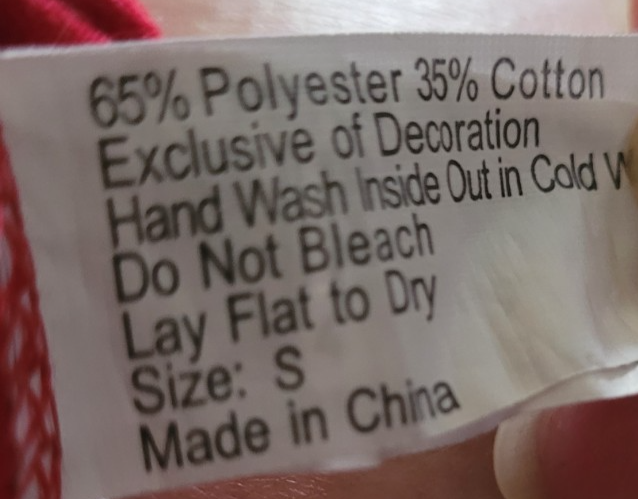 65% Polyester 35% Cotton
Exclusive of Decoration
Hand Wash Inside Out in Cold W
Do Not Bleach
Lay Flat to Dry
Size: S
Made in China